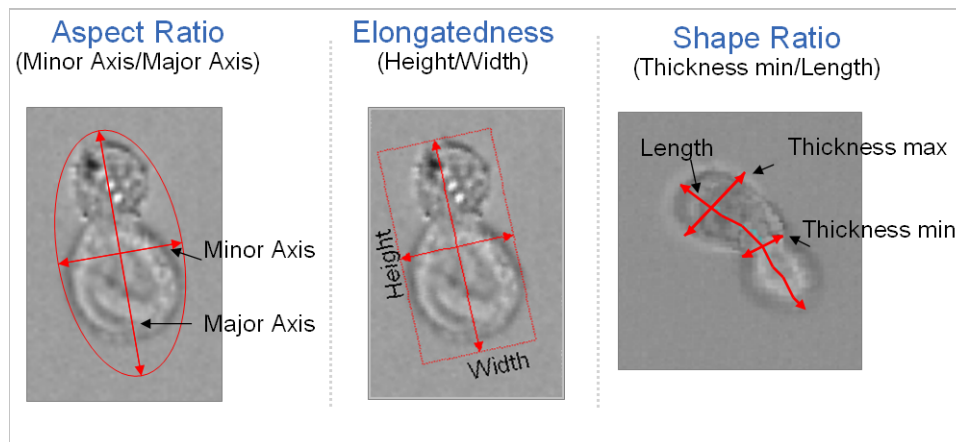 Aspect Ratio
(Minor Axis/Major Axis)
Minor Axis
Major Axis
Elongatedness
(Height/Width)
Height
Width
Shape Ratio
(Thickness min/Length)
Length
Thickness max
Thickness min